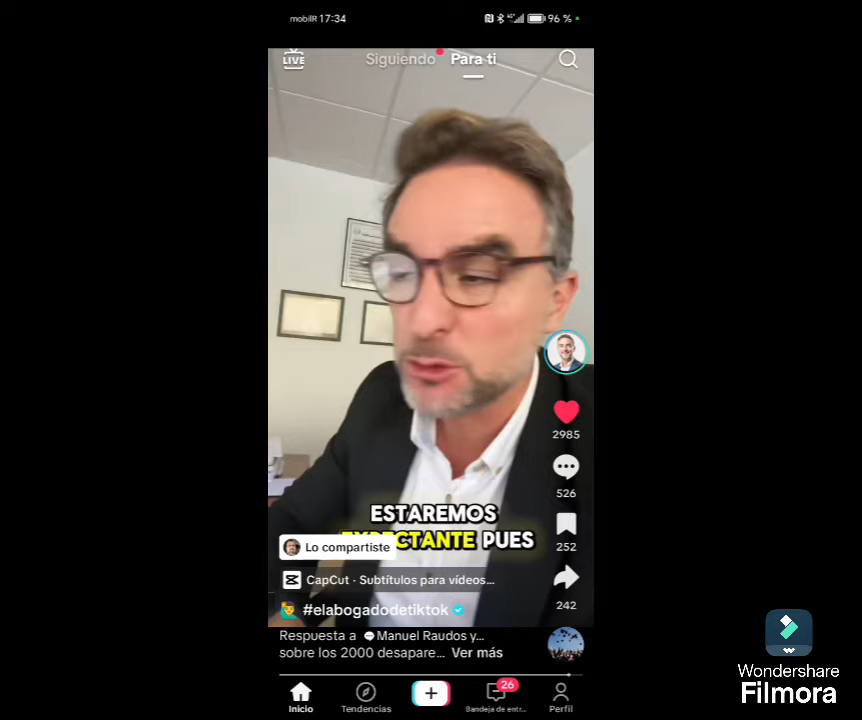 mobilR 17:34
96 %
LIVE
Siguiendo
Para ti
2985
526
252
242
ESTAREMOS
EXPECTANTE PUES
Lo compartiste
CapCut · Subtítulos para vídeos...
#elabogadodetiktok
Respuesta a Manuel Raudos y...
sobre los 2000 desapare... Ver más
26
Inicio
Tendencias
Bandeja de entr...
Perfil
Wondershare
Filmora